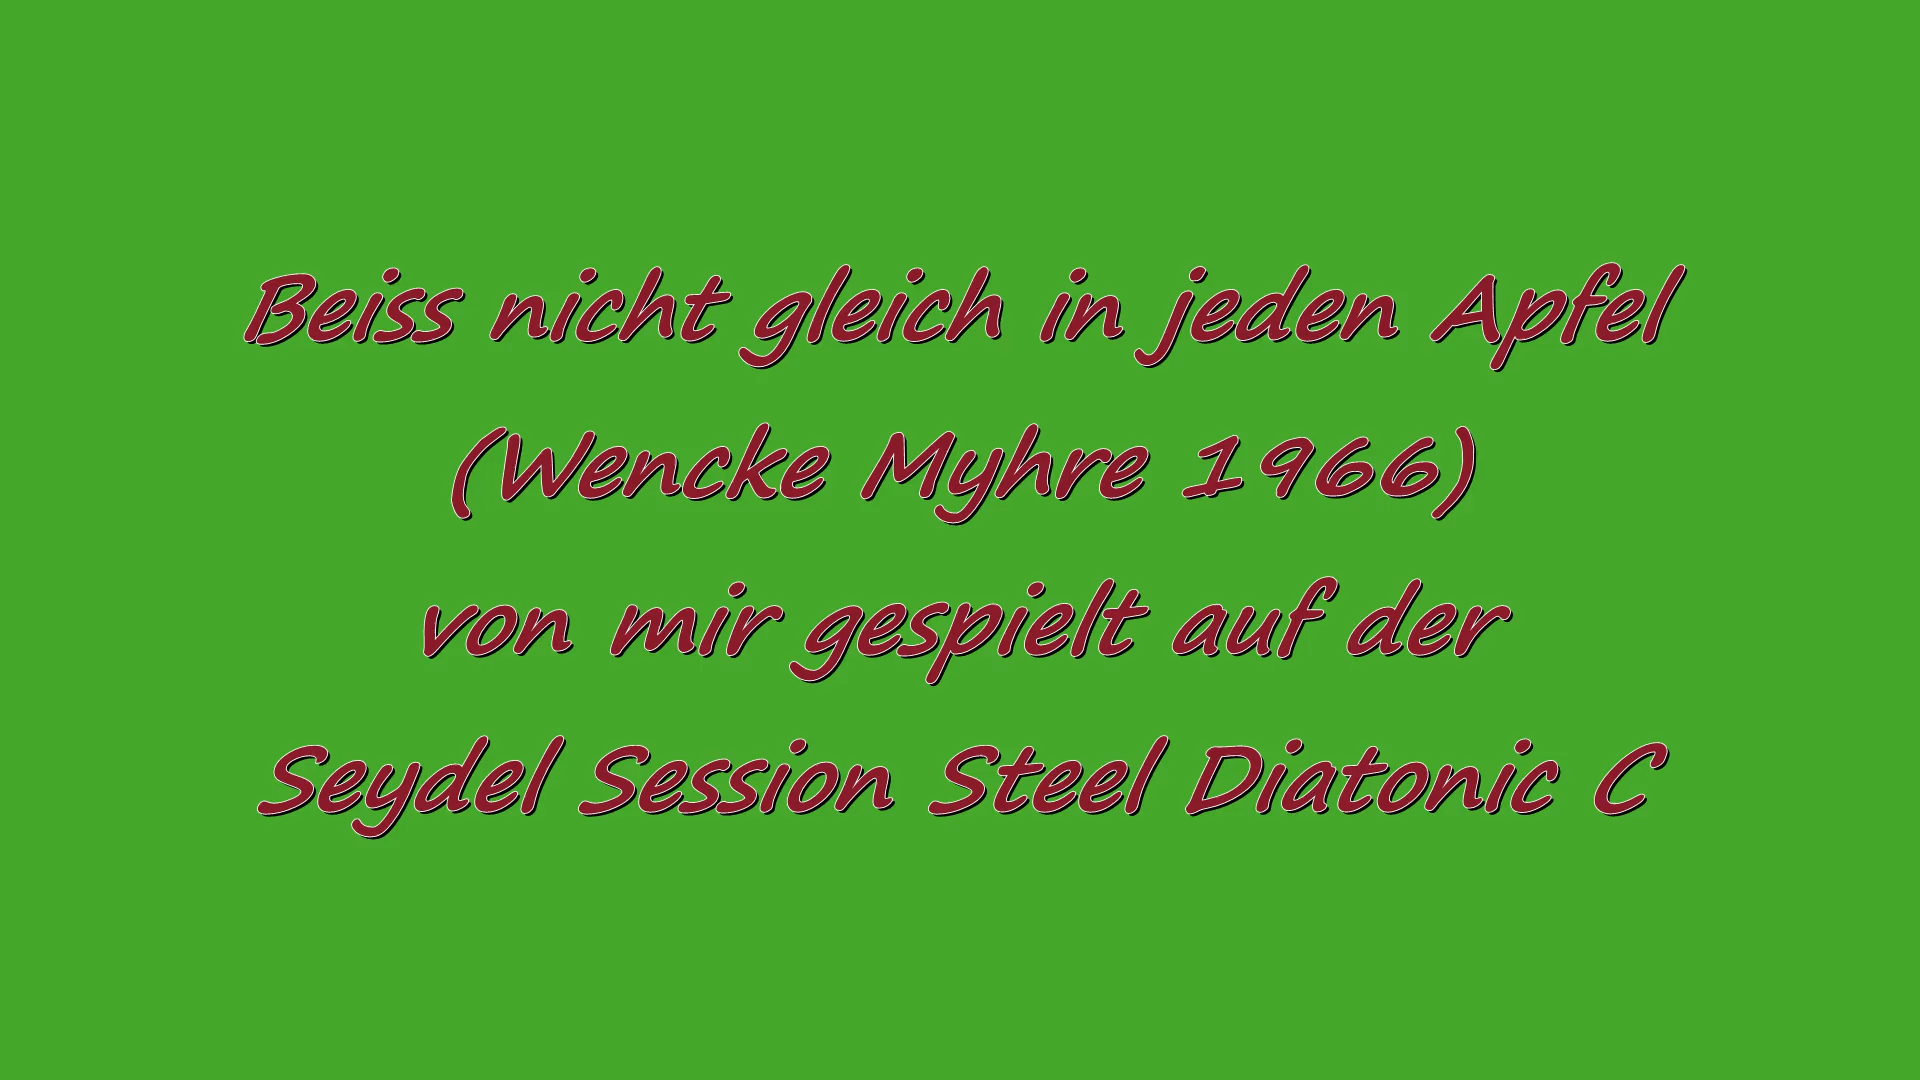 Beiss nicht gleich in jeden Apfel
(Wencke Myhre 1966)
von mir gespielt auf der
Seydel Session Steel Diatonic C